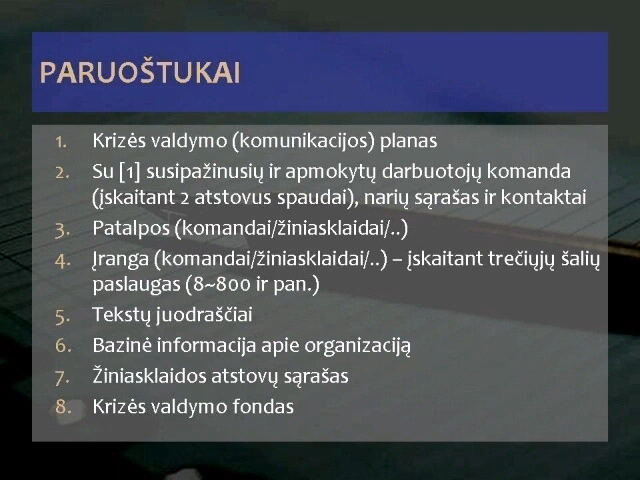 PARUOŠTUKAI
1. Krizės valdymo (komunikacijos) planas
2. Su [1] susipažinusių ir apmokytų darbuotojų komanda
(įskaitant 2 atstovus spaudai), narių sąrašas ir kontaktai
3. Patalpos (komandai/žiniasklaidai/..)
4. Įranga (komandai/žiniasklaidai/..) – įskaitant trečiųjų šalių
paslaugas (8~800 ir pan.)
5. Tekstų juodraščiai
6. Bazinė informacija apie organizaciją
7. Žiniasklaidos atstovų sąrašas
8. Krizės valdymo fondas